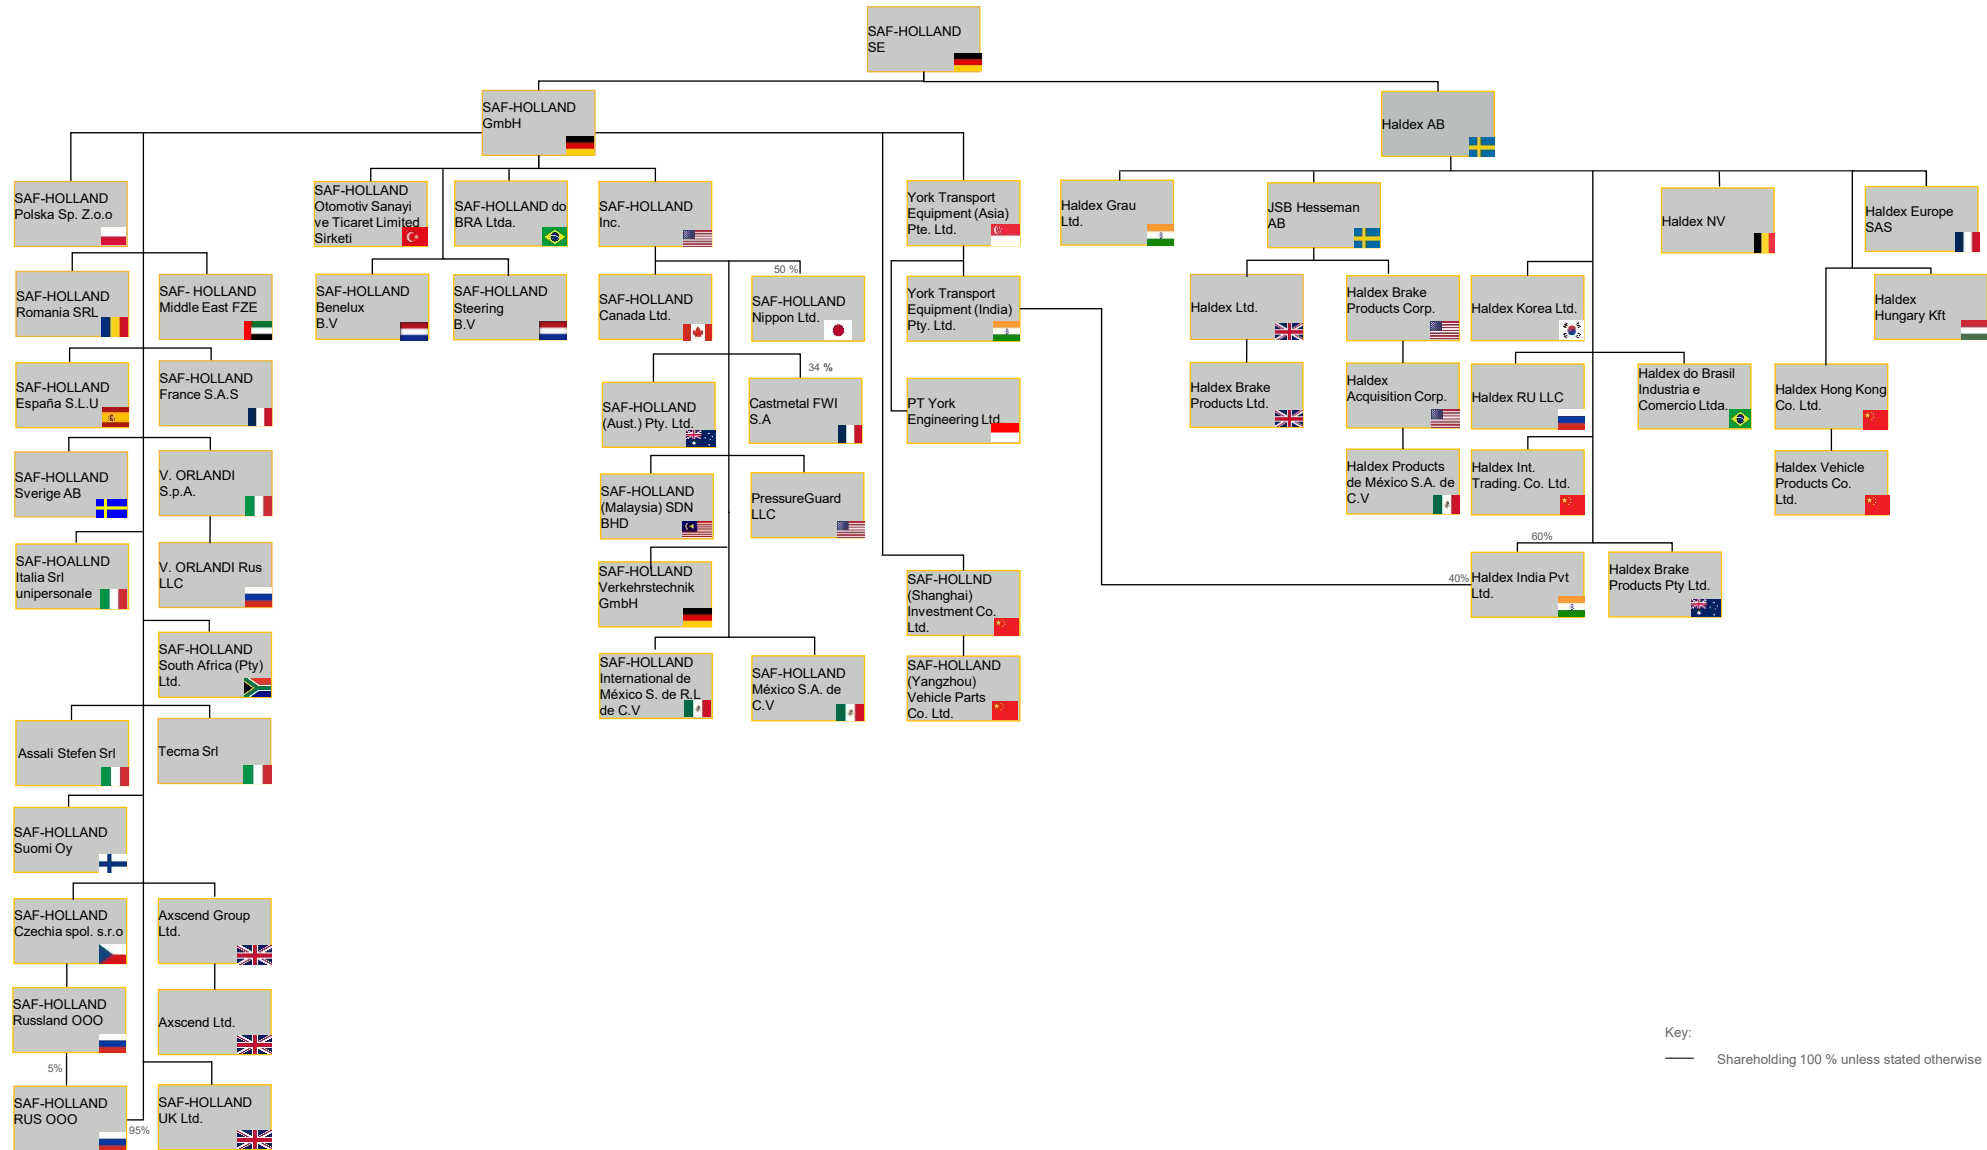 SAF-HOLLAND
SE
SAF-HOLLAND
GmbH
Haldex AB
SAF-HOLLAND
Polska Sp. Z.o.o
SAF-HOLLAND
Otomotiv Sanayi
ve Ticaret Limited
Sirketi
SAF-HOLLAND do
BRA Ltda.
SAF-HOLLAND
Inc.
York Transport
Equipment (Asia)
Pte. Ltd.
Haldex Grau
Ltd.
JSB Hesseman
AB
Haldex NV
Haldex Europe
SAS
SAF-HOLLAND
Romania SRL
SAF- HOLLAND
Middle East FZE
SAF-HOLLAND
Benelux
B.V
SAF-HOLLAND
Steering
B.V
SAF-HOLLAND
Canada Ltd.
50 %
SAF-HOLLAND
Nippon Ltd.
York Transport
Equipment (India)
Pty. Ltd.
Haldex Ltd.
Haldex Brake
Products Corp.
Haldex Korea Ltd.
Haldex
Hungary Kft
SAF-HOLLAND
España S.L.U
SAF-HOLLAND
France S.A.S
SAF-HOLLAND
(Aust.) Pty. Ltd.
34 %
Castmetal FWI
S.A
PT York
Engineering Ltd
Haldex Brake
Products Ltd.
Haldex
Acquisition Corp.
Haldex RU LLC
Haldex do Brasil
Industria e
Comercio Ltda.
Haldex Hong Kong
Co. Ltd.
SAF-HOLLAND
Sverige AB
V. ORLANDI
S.p.A.
SAF-HOLLAND
(Malaysia) SDN
BHD
PressureGuard
LLC
Haldex Products
de México S.A. de
C.V
Haldex Int.
Trading. Co. Ltd.
Haldex Vehicle
Products Co.
Ltd.
SAF-HOALLND
Italia Srl
unipersonale
V. ORLANDI Rus
LLC
SAF-HOLLAND
Verkehrstechnik
GmbH
SAF-HOLLND
(Shanghai)
Investment Co.
Ltd.
60%
40%
Haldex India Pvt
Ltd.
Haldex Brake
Products Pty Ltd.
SAF-HOLLAND
South Africa (Pty)
Ltd.
SAF-HOLLAND
International de
México S. de R.L
de C.V
SAF-HOLLAND
México S.A. de
C.V
SAF-HOLLAND
(Yangzhou)
Vehicle Parts
Co. Ltd.
Assali Stefen Srl
Tecma Srl
SAF-HOLLAND
Suomi Oy
SAF-HOLLAND
Czechia spol. s.r.o
Axscend Group
Ltd.
SAF-HOLLAND
Russland OOO
Axscend Ltd.
5%
SAF-HOLLAND
RUS OOO
95%
SAF-HOLLAND
UK Ltd.
Key:
Shareholding 100 % unless stated otherwise